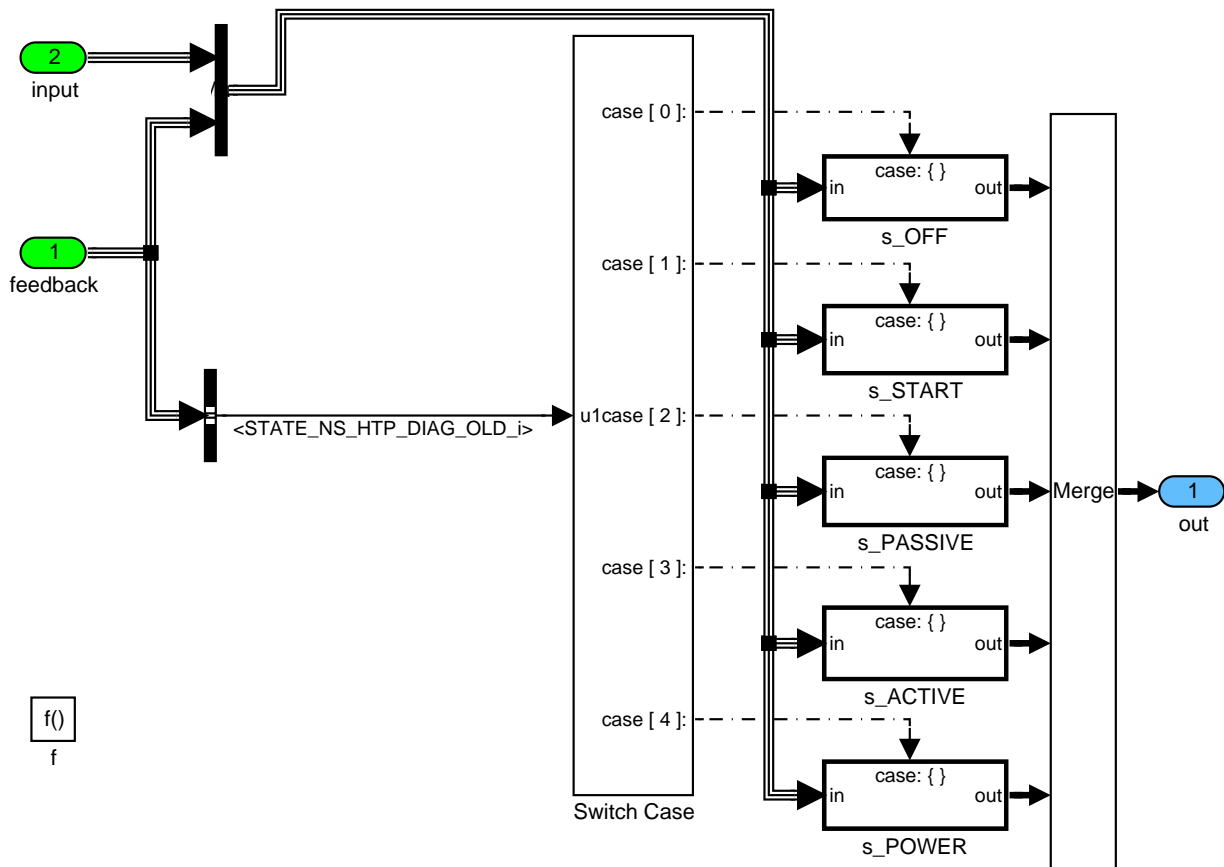 2
input
1
feedback
<STATE_NS_HTP_DIAG_OLD_i>
f()
f
case [ 0 ]:
case [ 1 ]:
u1case [ 2 ]:
case [ 3 ]:
case [ 4 ]:
Switch Case
case: { }
in out
s_OFF
case: { }
in out
s_START
case: { }
in out
s_PASSIVE
case: { }
in out
s_ACTIVE
case: { }
in out
s_POWER
Merge
1
out